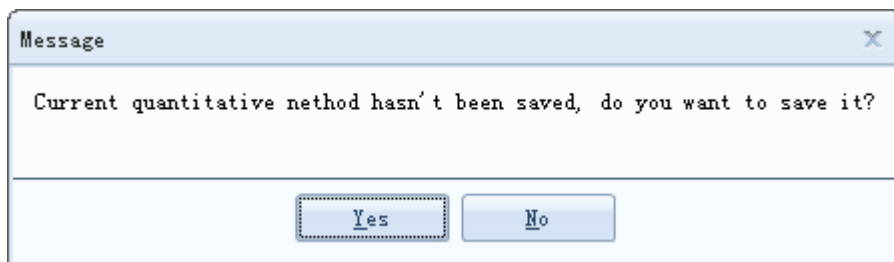 Message
Current quantitative nethod hasn't been saved, do you want to save it?
Yes
No